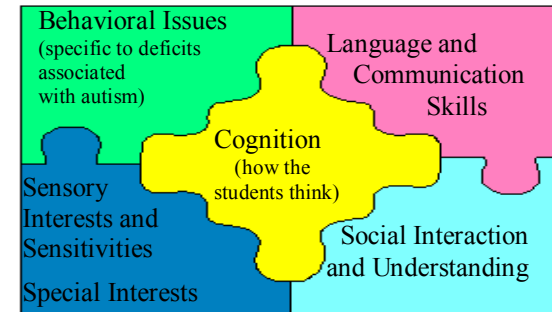 Behavioral Issues
(specific to deficits
associated
with autism)
Language and
Communication
Skills
Cognition
(how the
students think)
Sensory
Interests and
Sensitivities
Special Interests
Social Interaction
and Understanding